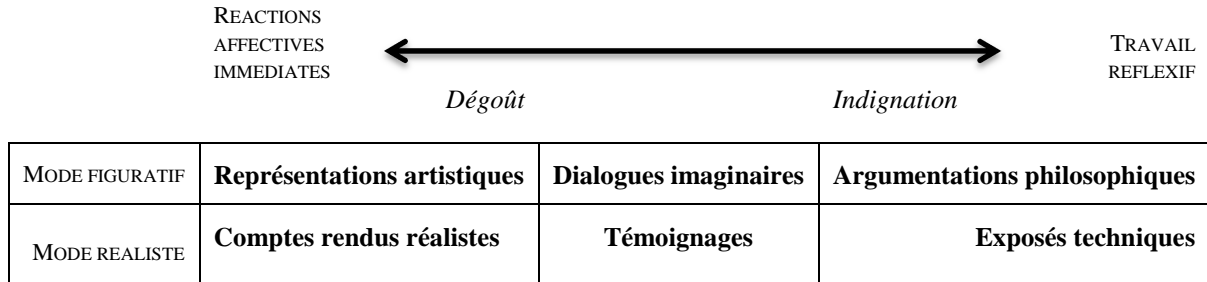 REACTIONS
AFFECTIVES
IMMEDIATES
TRAVAIL
REFLEXIF
Dégoût Indignation
MODE FIGURATIF Représentations artistiques Dialogues imaginaires Argumentations philosophiques
MODE REALISTE Comptes rendus réalistes Témoignages Exposés techniques